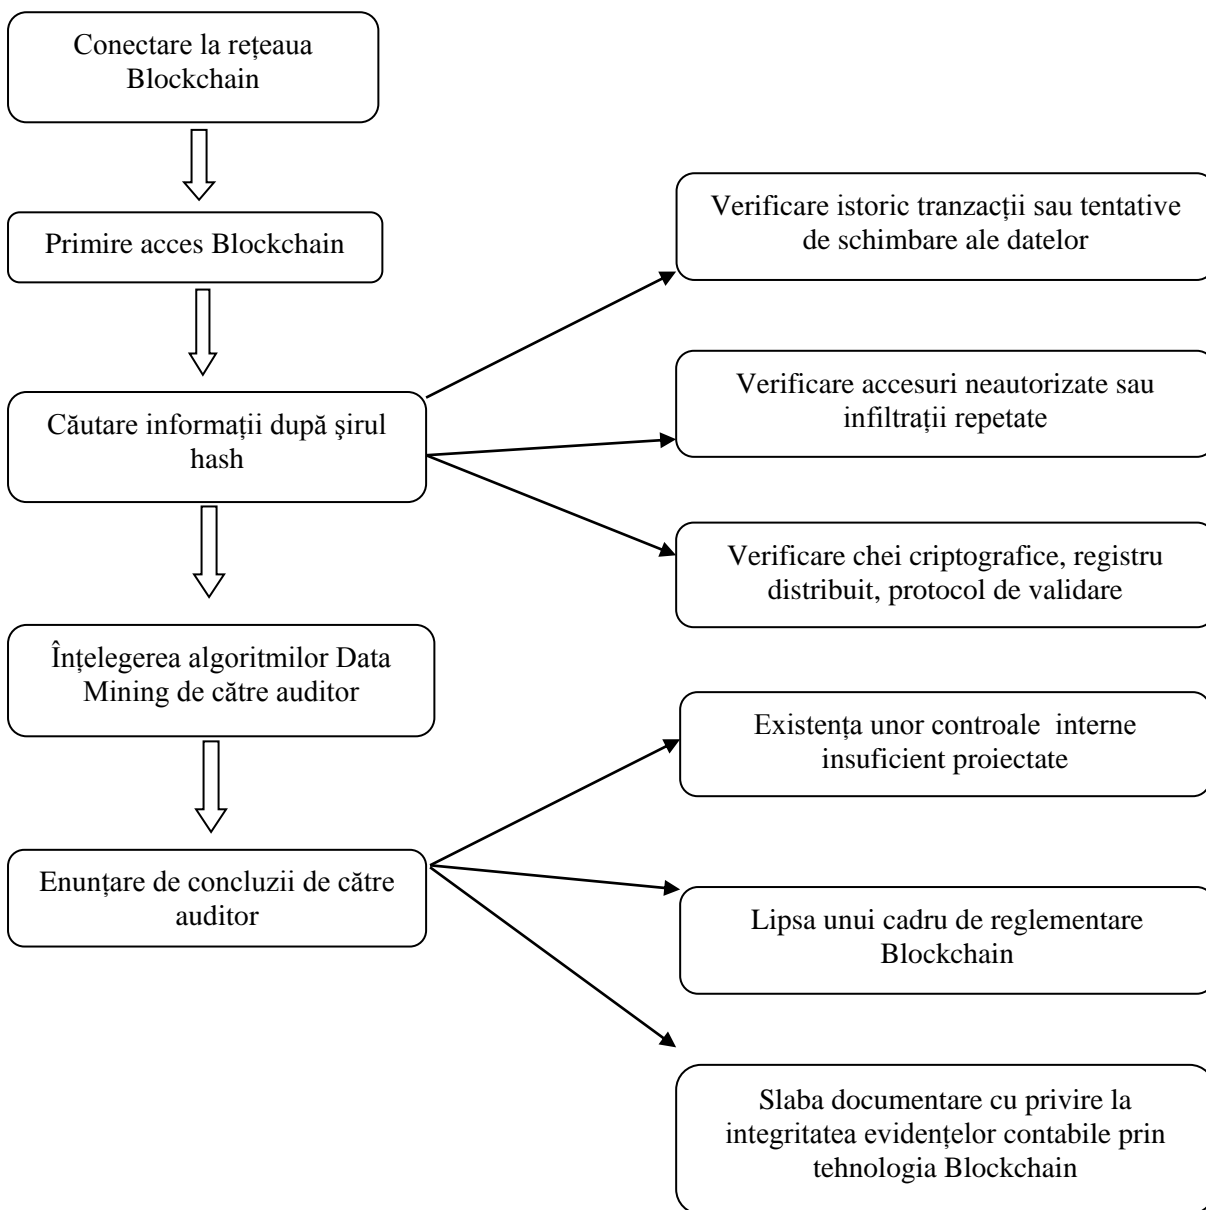 Conectare la rețeaua
Blockchain
Primire acces Blockchain
Căutare informații după şirul
hash
Înțelegerea algoritmilor Data
Mining de către auditor
Enunțare de concluzii de către
auditor
Verificare istoric tranzacții sau tentative
de schimbare ale datelor
Verificare accesuri neautorizate sau
infiltrații repetate
Verificare chei criptografice, registru
distribuit, protocol de validare
Existența unor controale  interne
insuficient proiectate
Lipsa unui cadru de reglementare
Blockchain
Slaba documentare cu privire la
integritatea evidențelor contabile prin
tehnologia Blockchain